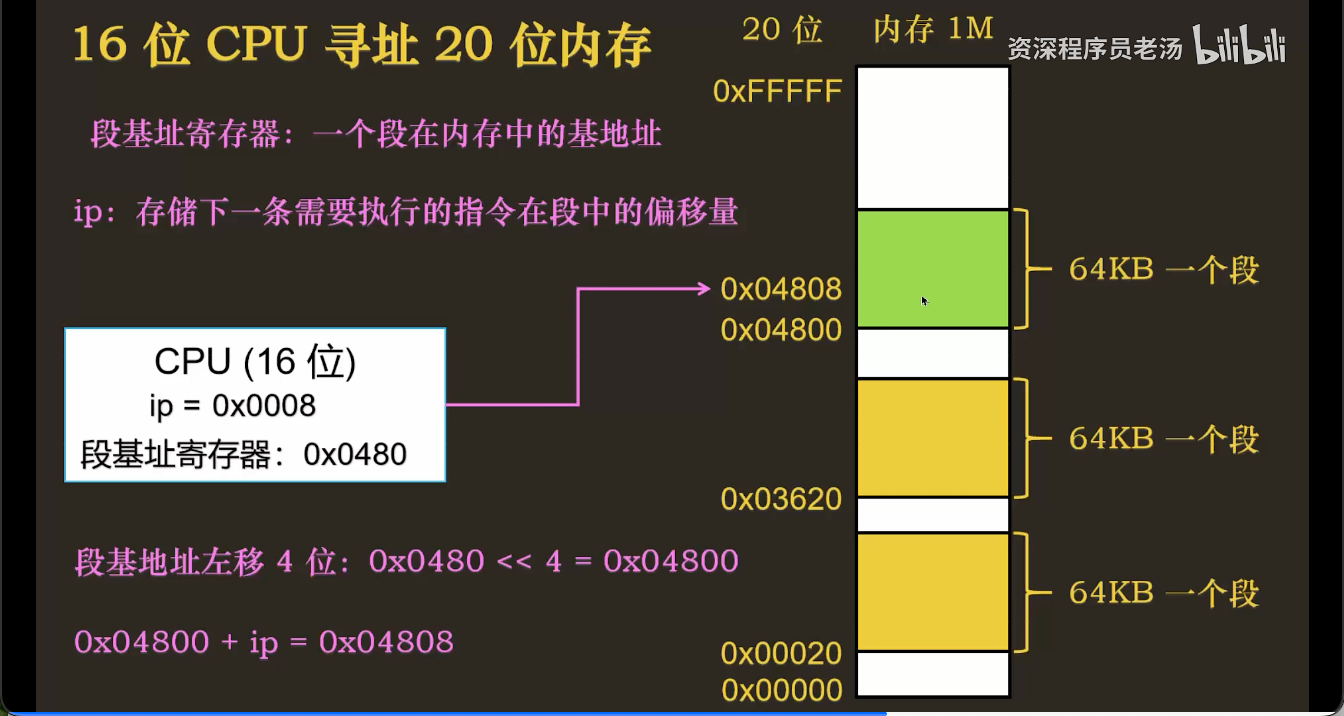 16 位 CPU 寻址 20 位内存
20 位 内存 1M
资深程序员老汤 bilibili
0xFFFFF
段基址寄存器：一个段在内存中的基地址
ip：存储下一条需要执行的指令在段中的偏移量
64KB 一个段
0x04808
0x04800
CPU (16 位)
ip = 0x0008
段基址寄存器：0x0480
64KB 一个段
0x03620
段基地址左移 4 位：0x0480 << 4 = 0x04800
64KB 一个段
0x04800 + ip = 0x04808
0x00020
0x00000